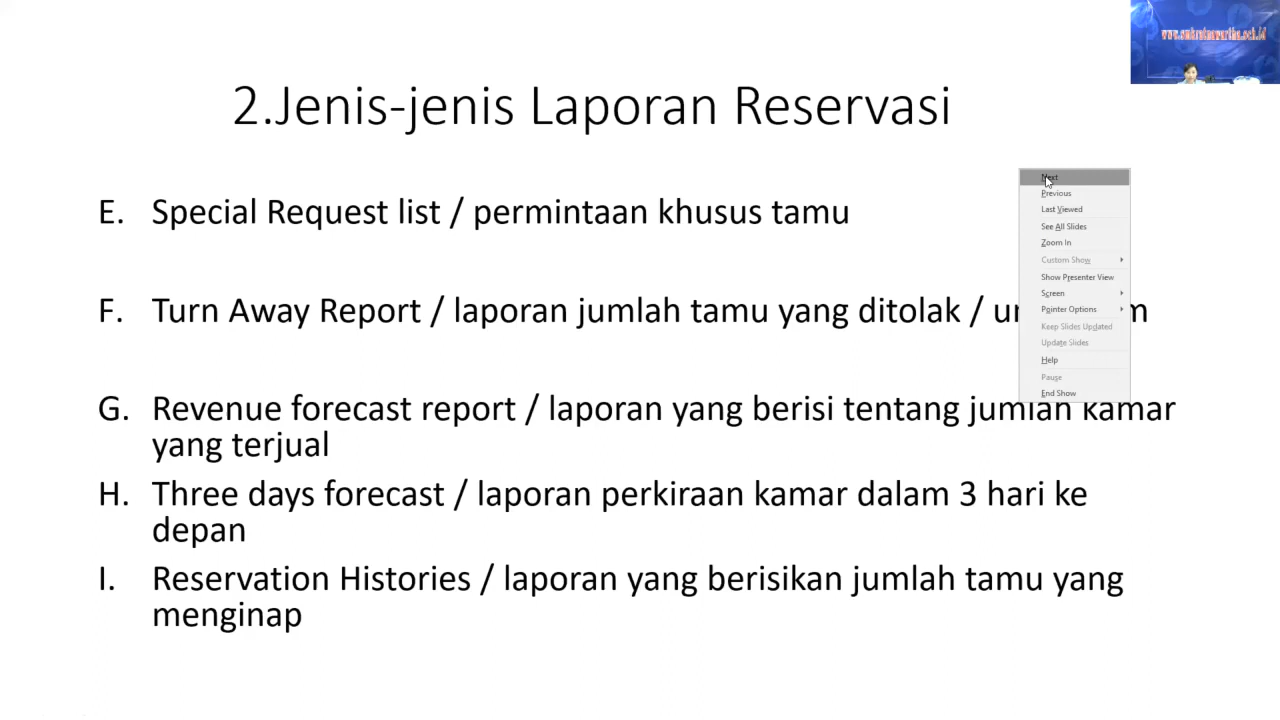 2.Jenis-jenis Laporan Reservasi
E. Special Request list / permintaan khusus tamu
F. Turn Away Report / laporan jumlah tamu yang ditolak /
G. Revenue forecast report / laporan yang berisi tentang jumlah kamar
yang terjual
H. Three days forecast / laporan perkiraan kamar dalam 3 hari ke
depan
I. Reservation Histories / laporan yang berisikan jumlah tamu yang
menginap
Next
Previous
Last Viewed
See All Slides
Zoom In
Custom Show
Show Presenter View
Screen
Pointer Options
Keep Slides Updated
Update Slides
Help
Pause
End Show